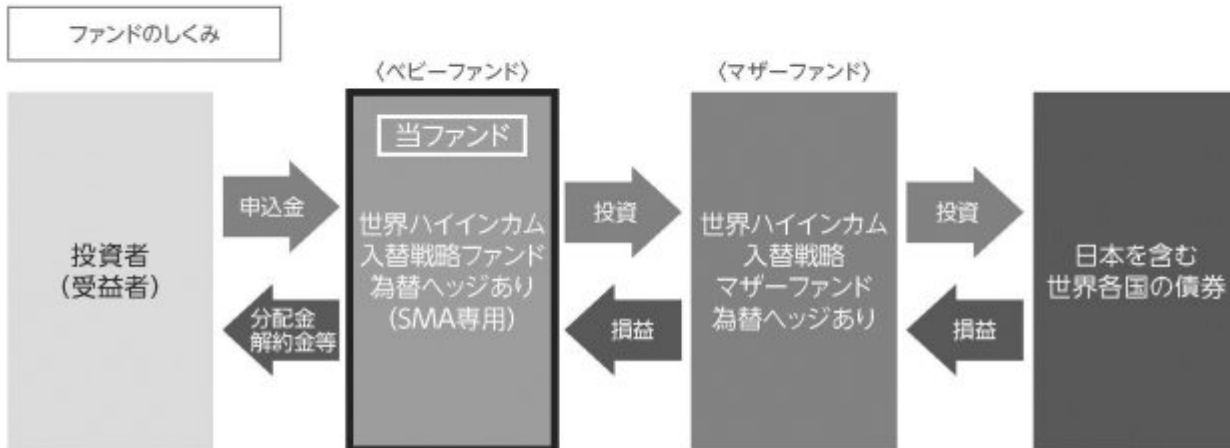 ファンドのしくみ
〈ベビーファンド〉
〈マザーファンド〉
投資者
(受益者)
申込金
分配金
解約金等
当ファンド
世界ハイインカム
入替戦略ファンド
為替ヘッジあり
(SMA専用)
投資
損益
世界ハイインカム
入替戦略
マザーファンド
為替ヘッジあり
投資
損益
日本を含む
世界各国の債券